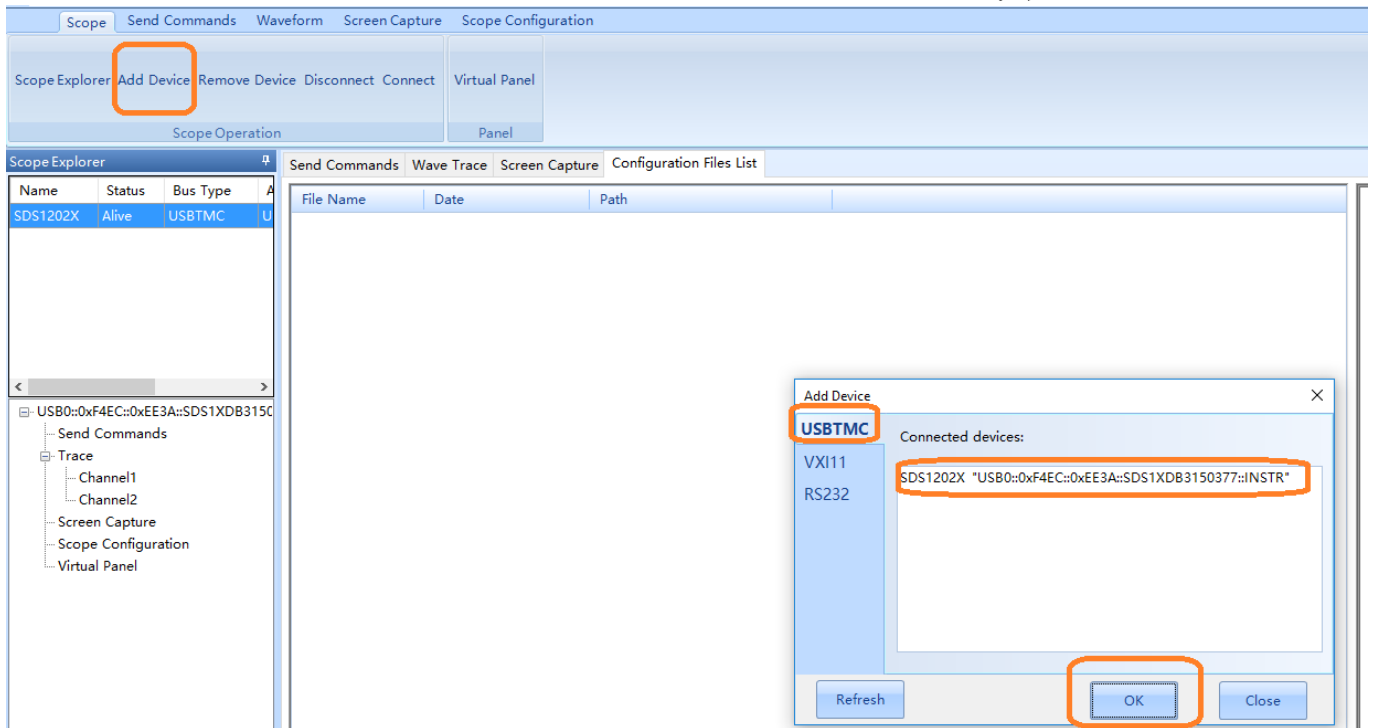 Scope Send Commands Waveform Screen Capture Scope Configuration
Scope Explorer Add Device Remove Device Disconnect Connect Virtual Panel
Scope Operation Panel
Scope Explorer
Name Status Bus Type A
SDS1202X Alive USBTMC U
USB0::0xF4EC::0xEE3A::SDS1XDB3150
Send Commands
Trace
Channel1
Channel2
Screen Capture
Scope Configuration
Virtual Panel
Send Commands Wave Trace Screen Capture Configuration Files List
File Name Date Path
Add Device
USBTMC
VXI11
RS232
Connected devices:
SDS1202X "USB0::0xF4EC::0xEE3A::SDS1XDB3150377::INSTR"
Refresh OK Close